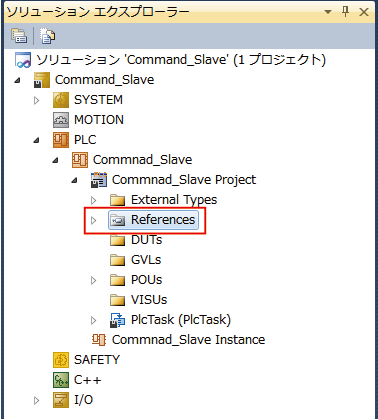 ソリューション エクスプローラー
ソリューション 'Command_Slave' (1 プロジェクト)
Command_Slave
SYSTEM
MOTION
PLC
Commnad_Slave
Commnad_Slave Project
External Types
References
DUTs
GVLs
POUs
VISUs
PlcTask (PlcTask)
Commnad_Slave Instance
SAFETY
C++
I/O